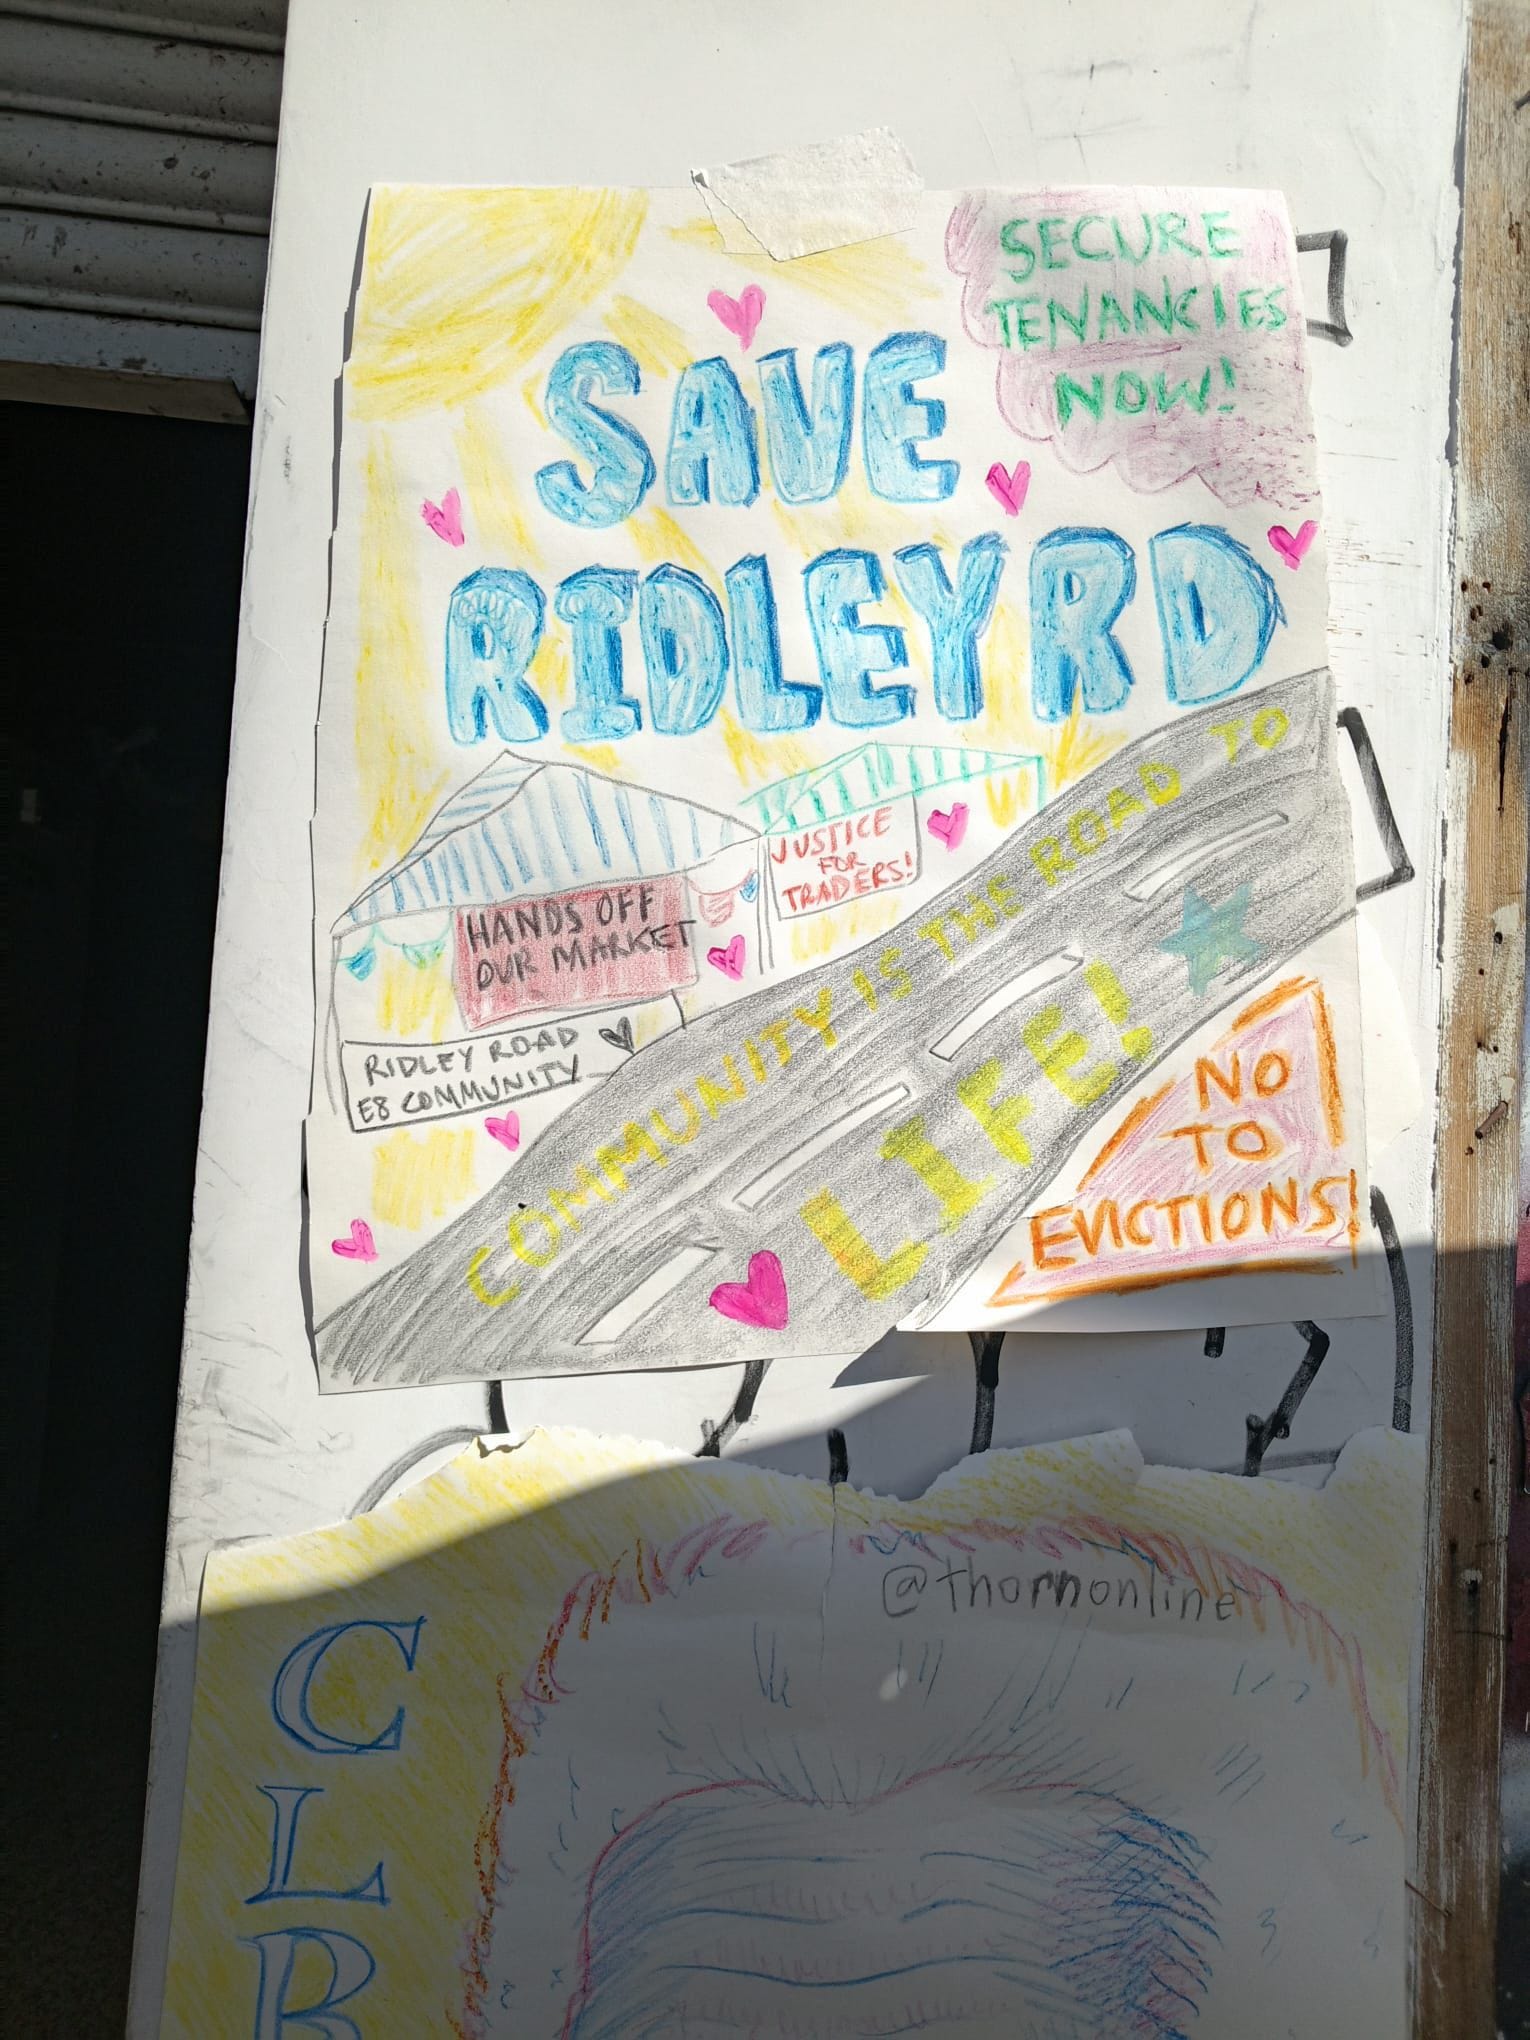 SECURE
TENANCIES
NOW!
SAVE
RIDLEY RD
JUSTICE
FOR
TRADERS!
HANDS OFF
OUR MARKET
RIDLEY ROAD
E8 COMMUNITY
COMMUNITY IS THE ROAD TO
LIFE!
NO
TO
EVICTIONS!
@thornonline
C
L